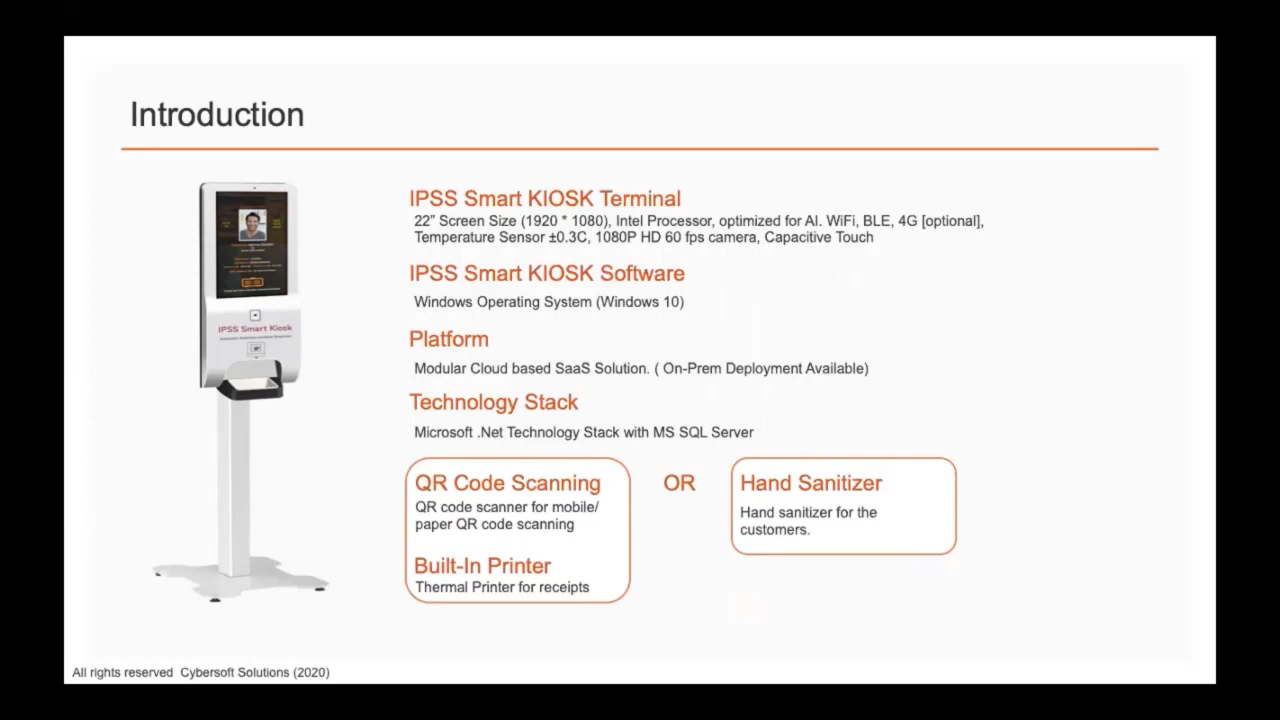 Introduction
IPSS Smart KIOSK Terminal
22” Screen Size (1920 * 1080), Intel Processor, optimized for AI. WiFi, BLE, 4G [optional],
Temperature Sensor ±0.3C, 1080P HD 60 fps camera, Capacitive Touch
IPSS Smart KIOSK Software
Windows Operating System (Windows 10)
Platform
Modular Cloud based SaaS Solution. ( On-Prem Deployment Available)
Technology Stack
Microsoft .Net Technology Stack with MS SQL Server
QR Code Scanning
QR code scanner for mobile/
paper QR code scanning
Built-In Printer
Thermal Printer for receipts
OR
Hand Sanitizer
Hand sanitizer for the
customers.
IPSS Smart Kiosk
All rights reserved Cybersoft Solutions (2020)